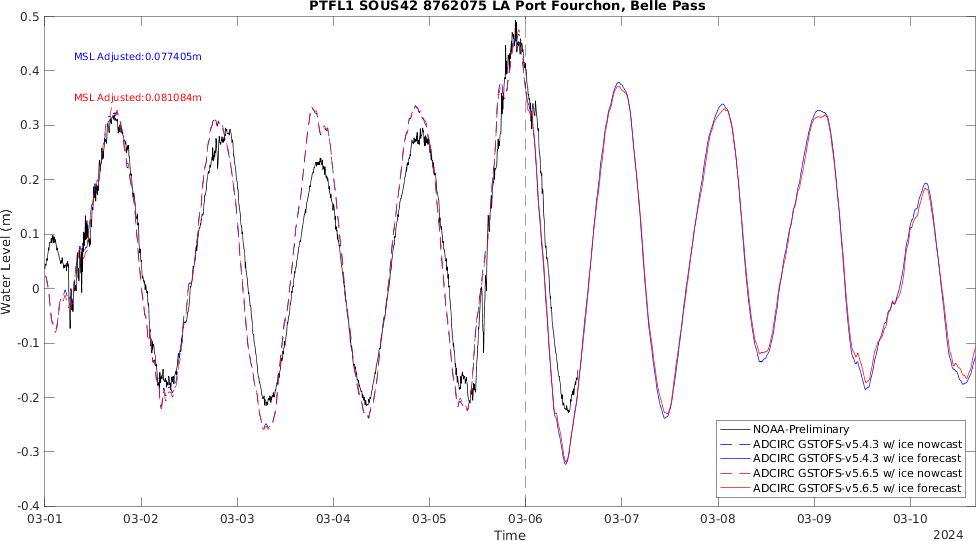 PTFL1 SOUS42 8762075 LA Port Fourchon, Belle Pass
0.5
0.4
0.3
0.2
0.1
0
-0.1
-0.2
-0.3
-0.4
Water Level (m)
MSL Adjusted:0.077405m
MSL Adjusted:0.081084m
NOAA-Preliminary
ADCIRC GSTOFS-v5.4.3 w/ ice nowcast
ADCIRC GSTOFS-v5.4.3 w/ ice forecast
ADCIRC GSTOFS-v5.6.5 w/ ice nowcast
ADCIRC GSTOFS-v5.6.5 w/ ice forecast
03-01 03-02 03-03 03-04 03-05 03-06 03-07 03-08 03-09 03-10
Time
2024